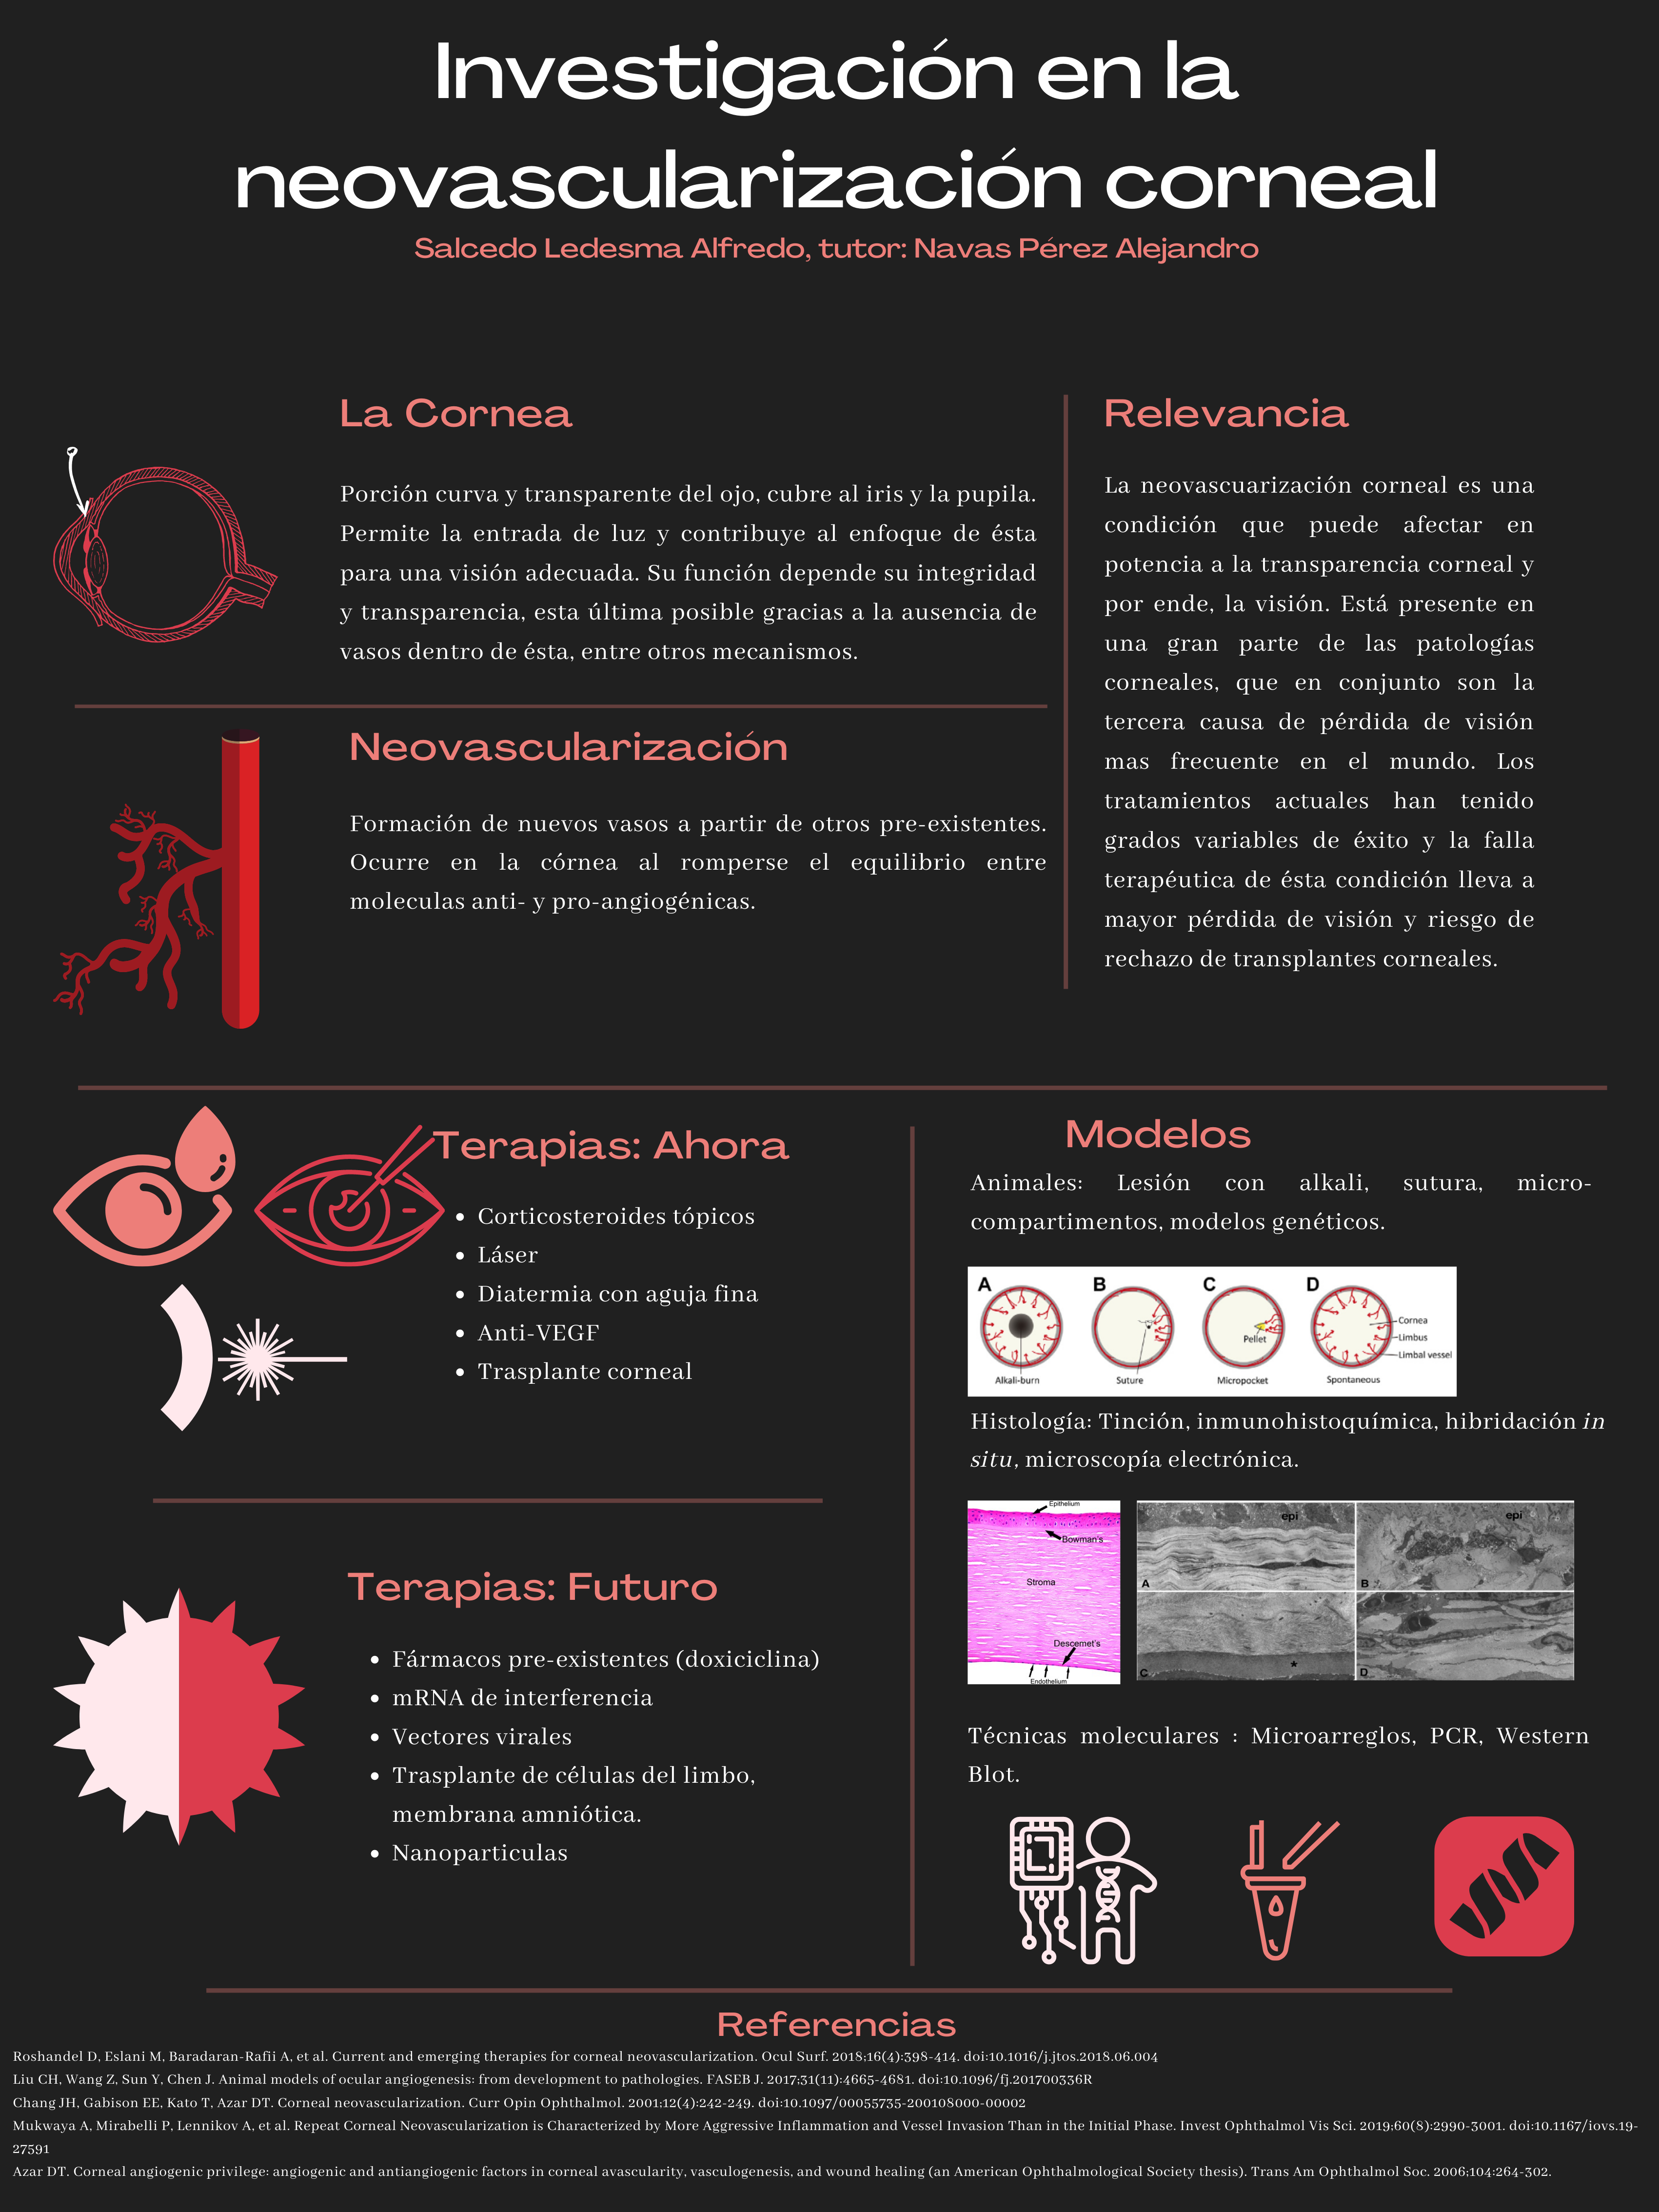 Investigación en la
neovascularización corneal
Salcedo Ledesma Alfredo, tutor: Navas Pérez Alejandro
La Cornea
Porción curva y transparente del ojo, cubre al iris y la pupila.
Permite la entrada de luz y contribuye al enfoque de ésta
para una visión adecuada. Su función depende su integridad
y transparencia, esta última posible gracias a la ausencia de
vasos dentro de ésta, entre otros mecanismos.
Neovascularización
Formación de nuevos vasos a partir de otros pre-existentes.
Ocurre en la córnea al romperse el equilibrio entre
moleculas anti- y pro-angiogénicas.
Relevancia
La neovascuarización corneal es una
condición que puede afectar en
potencia a la transparencia corneal y
por ende, la visión. Está presente en
una gran parte de las patologías
corneales, que en conjunto son la
tercera causa de pérdida de visión
mas frecuente en el mundo. Los
tratamientos actuales han tenido
grados variables de éxito y la falla
terapéutica de ésta condición lleva a
mayor pérdida de visión y riesgo de
rechazo de transplantes corneales.
Terapias: Ahora
• Corticosteroides tópicos
• Láser
• Diatermia con aguja fina
• Anti-VEGF
• Trasplante corneal
Terapias: Futuro
• Fármacos pre-existentes (doxiciclina)
• mRNA de interferencia
• Vectores virales
• Trasplante de células del limbo,
membrana amniótica.
• Nanoparticulas
Modelos
Animales: Lesión con alkali, sutura, micro-
compartimentos, modelos genéticos.
A B C D
Cornea
Limbus
Limbal vessel
Pellet
Alkali-burn Suture Micropocket Spontaneous
Histología: Tinción, inmunohistoquímica, hibridación in
situ, microscopía electrónica.
Epithelium
Bowman's
Stroma
Descemet's
Endothelium
epi epi
A B
C * D
Técnicas moleculares : Microarreglos, PCR, Western
Blot.
Referencias
Roshandel D, Eslani M, Baradaran-Rafii A, et al. Current and emerging therapies for corneal neovascularization. Ocul Surf. 2018;16(4):398-414. doi:10.1016/j.jtos.2018.06.004
Liu CH, Wang Z, Sun Y, Chen J. Animal models of ocular angiogenesis: from development to pathologies. FASEB J. 2017;31(11):4665-4681. doi:10.1096/fj.201700336R
Chang JH, Gabison EE, Kato T, Azar DT. Corneal neovascularization. Curr Opin Ophthalmol. 2001;12(4):242-249. doi:10.1097/00055735-200108000-00002
Mukwaya A, Mirabelli P, Lennikov A, et al. Repeat Corneal Neovascularization is Characterized by More Aggressive Inflammation and Vessel Invasion Than in the Initial Phase. Invest Ophthalmol Vis Sci. 2019;60(8):2990-3001. doi:10.1167/iovs.19-
27591
Azar DT. Corneal angiogenic privilege: angiogenic and antiangiogenic factors in corneal avascularity, vasculogenesis, and wound healing (an American Ophthalmological Society thesis). Trans Am Ophthalmol Soc. 2006;104:264-302.